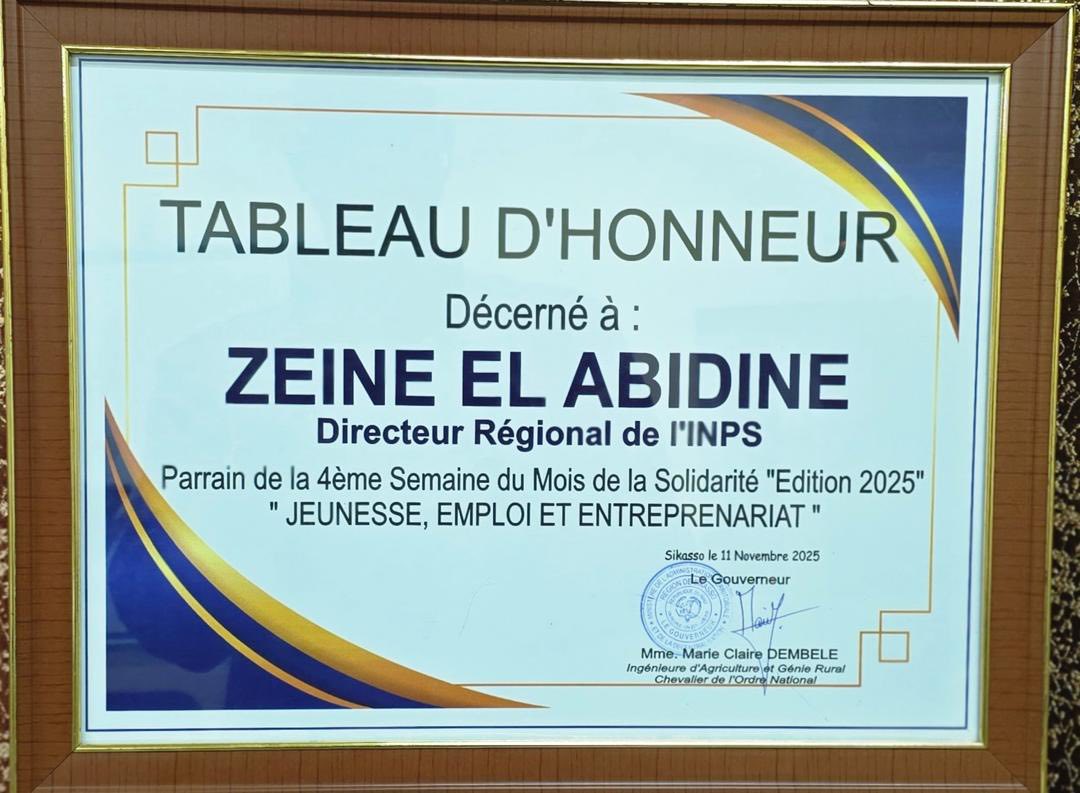 TABLEAU D'HONNEUR
Décerné à :
ZEINE EL ABIDINE
Directeur Régional de l'INPS
Parrain de la 4ème Semaine du Mois de la Solidarité "Edition 2025"
" JEUNESSE, EMPLOI ET ENTREPRENARIAT "
Sikasso le 11 Novembre 2025
Le Gouverneur
LE GOUVERNEUR
Mme. Marie Claire DEMBELE
Ingénieure d'Agriculture et Génie Rural
Chevalier de l'Ordre National